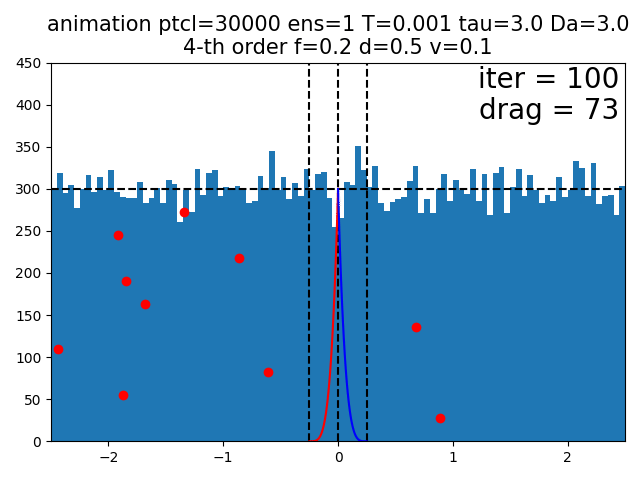 animation ptcl=30000 ens=1 T=0.001 tau=3.0 Da=3.0
4-th order f=0.2 d=0.5 v=0.1
iter = 100
drag = 73
450
400
350
300
250
200
150
100
50
0
−2 −1 0 1 2